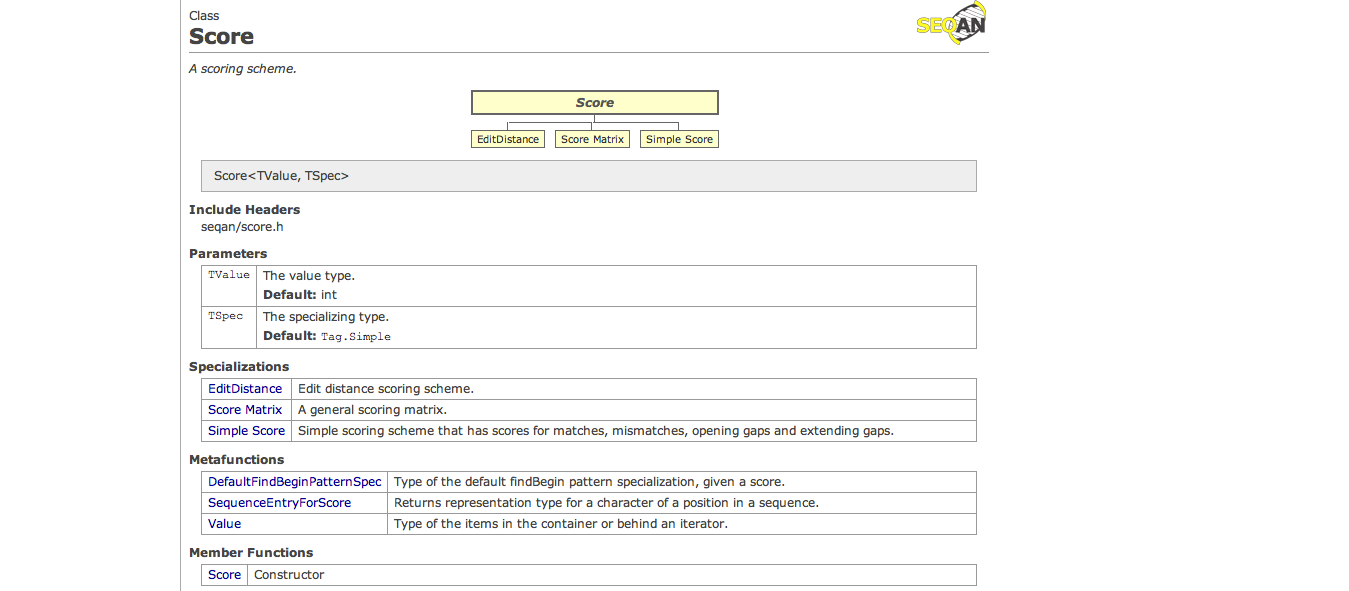 Class
Score
SEQAN
A scoring scheme.
Score
EditDistance Score Matrix Simple Score
Score<TValue, TSpec>
Include Headers
seqan/score.h
Parameters
TValue The value type.
Default: int
TSpec The specializing type.
Default: Tag.Simple
Specializations
EditDistance Edit distance scoring scheme.
Score Matrix A general scoring matrix.
Simple Score Simple scoring scheme that has scores for matches, mismatches, opening gaps and extending gaps.
Metafunctions
DefaultFindBeginPatternSpec Type of the default findBegin pattern specialization, given a score.
SequenceEntryForScore Returns representation type for a character of a position in a sequence.
Value Type of the items in the container or behind an iterator.
Member Functions
Score Constructor